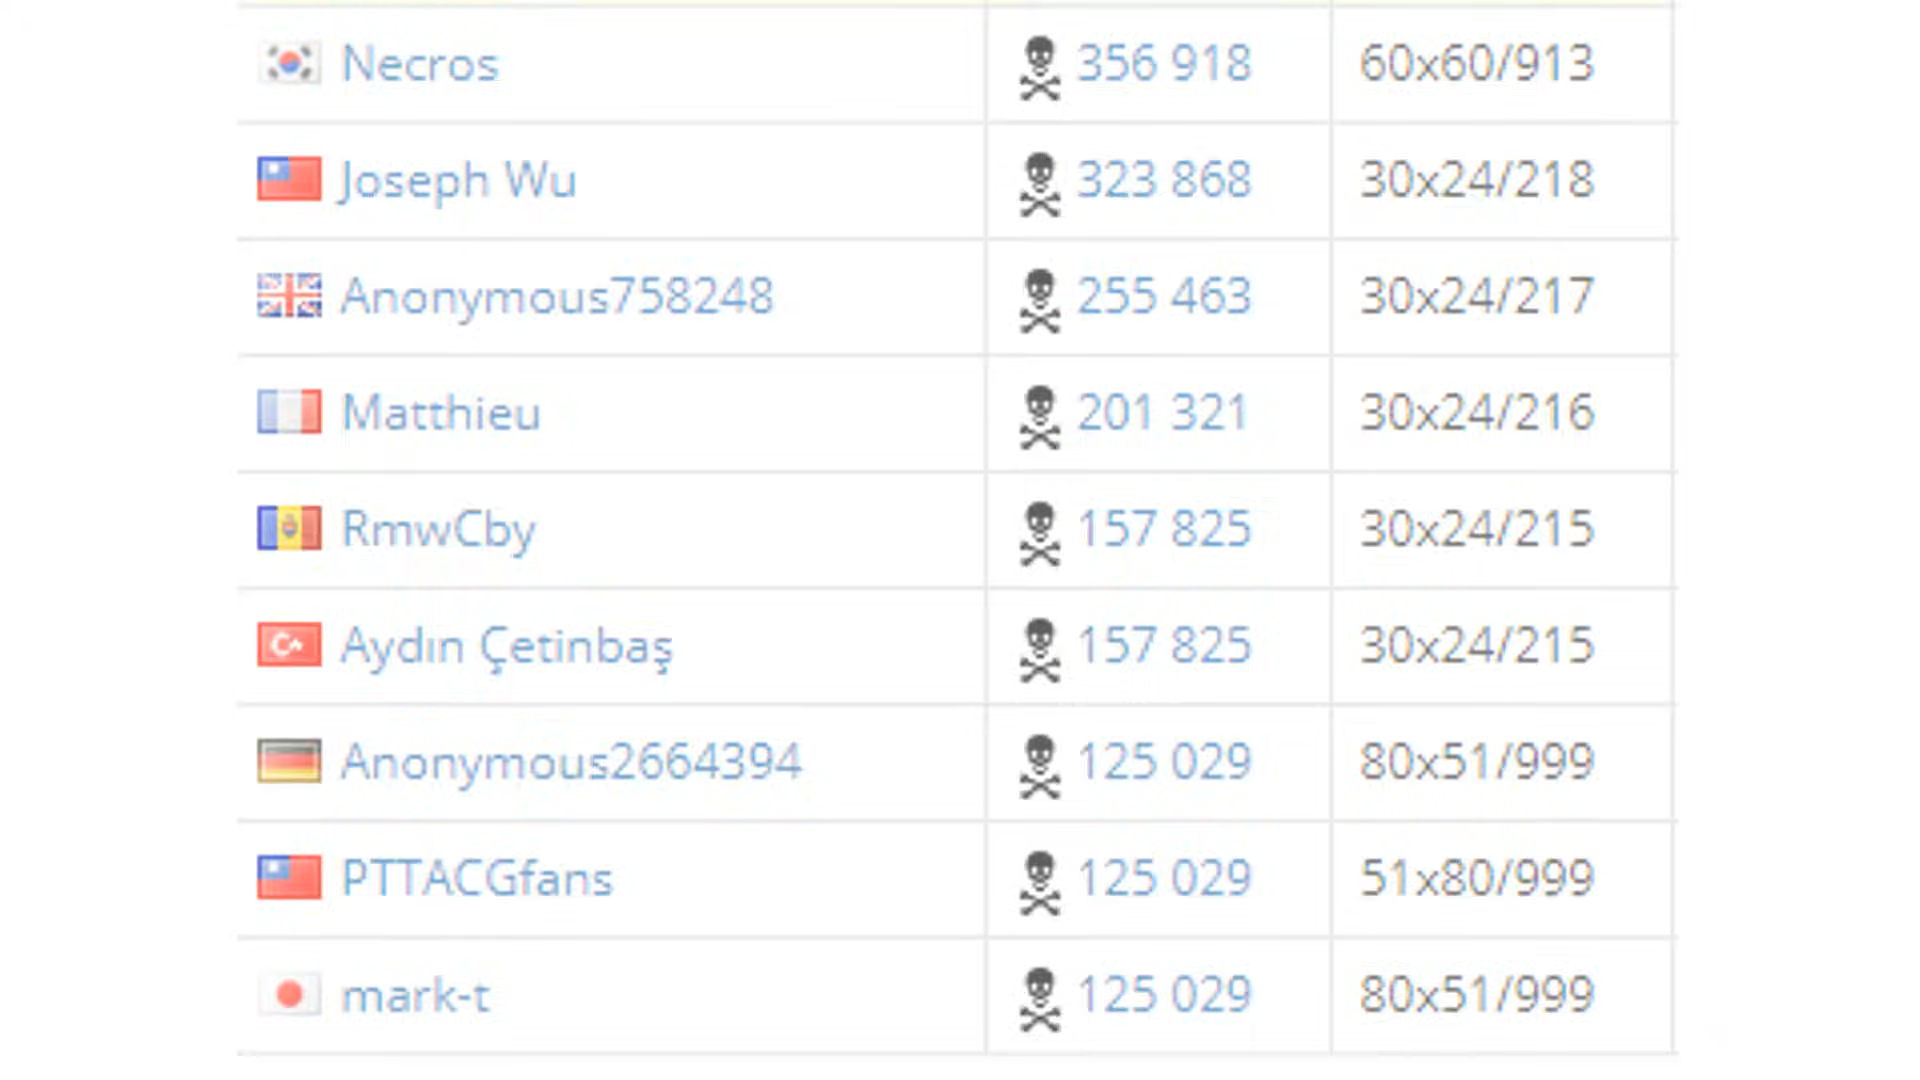 Necros 356 918 60x60/913
Joseph Wu 323 868 30x24/218
Anonymous758248 255 463 30x24/217
Matthieu 201 321 30x24/216
RmwCby 157 825 30x24/215
Aydın Çetinbaş 157 825 30x24/215
Anonymous2664394 125 029 80x51/999
PTTACGfans 125 029 51x80/999
mark-t 125 029 80x51/999